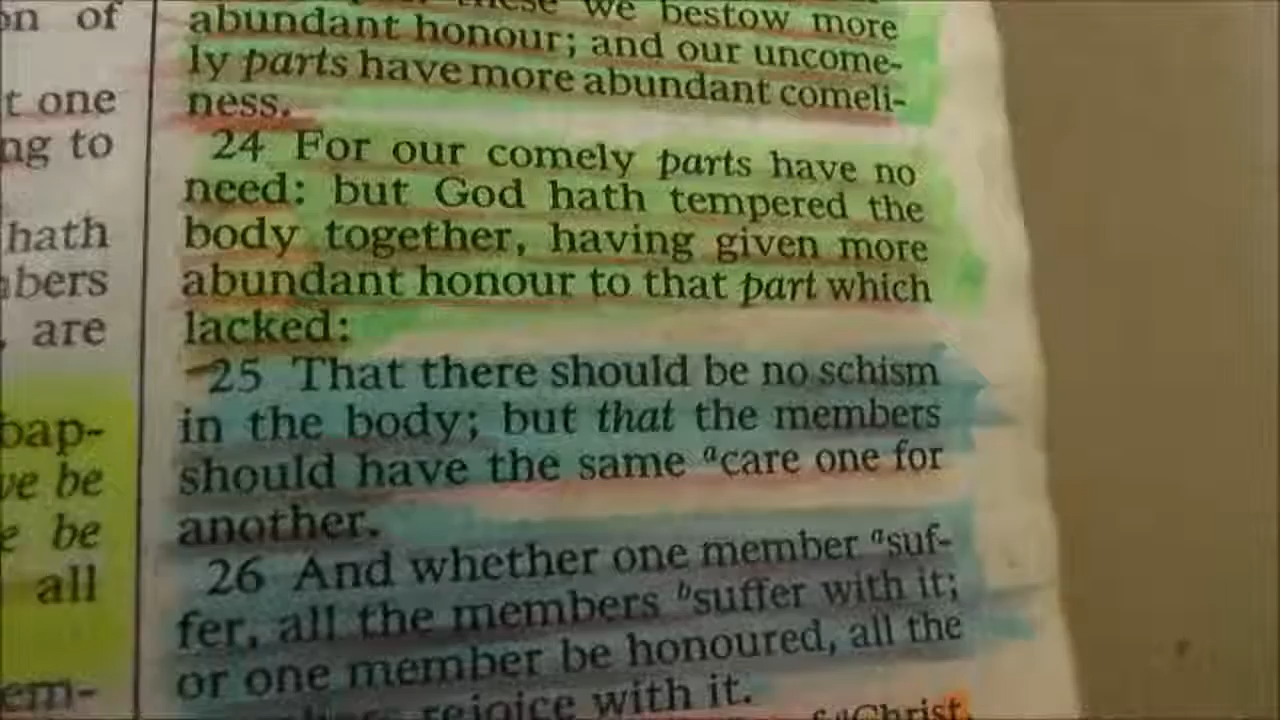 on of
t one
ng to
hath
bers
, are
bap-
ve be
e be
all
em-
these we bestow more
abundant honour; and our uncome-
ly parts have more abundant comeli-
ness.
24 For our comely parts have no
need: but God hath tempered the
body together, having given more
abundant honour to that part which
lacked:
25 That there should be no schism
in the body; but that the members
should have the same ᵃcare one for
another.
26 And whether one member ᵃsuf-
fer, all the members ᵇsuffer with it;
or one member be honoured, all the
rejoice with it.
Christ,